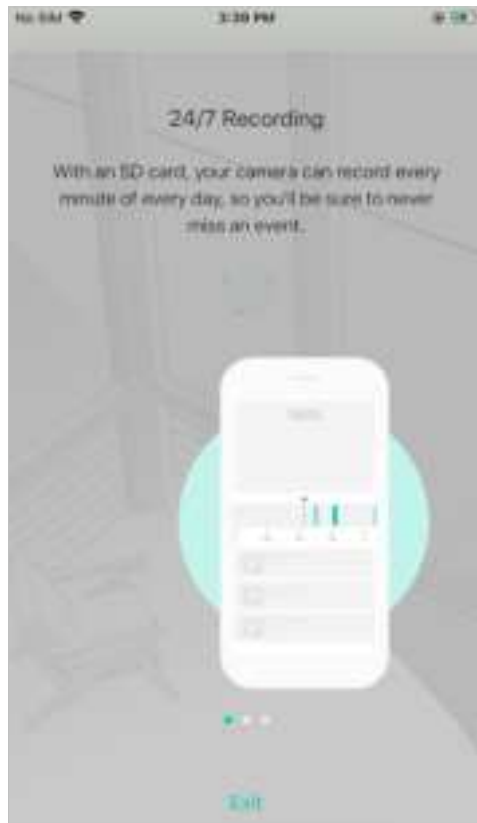 No SIM 3:39 PM
24/7 Recording
With an SD card, your camera can record every
minute of every day, so you'll be sure to never
miss an event.
Exit